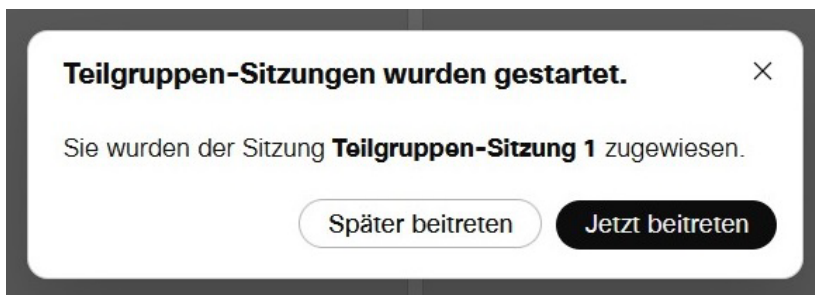 Teilgruppen-Sitzungen wurden gestartet.
Sie wurden der Sitzung Teilgruppen-Sitzung 1 zugewiesen.
Später beitreten
Jetzt beitreten